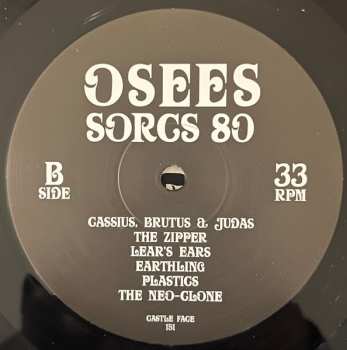 OSEES
SORCS 80
B
SIDE
33
RPM
CASSIUS, BRUTUS & JUDAS
THE ZIPPER
LEAR'S EARS
EARTHLING
PLASTICS
THE NEO-CLONE
CASTLE FACE
151